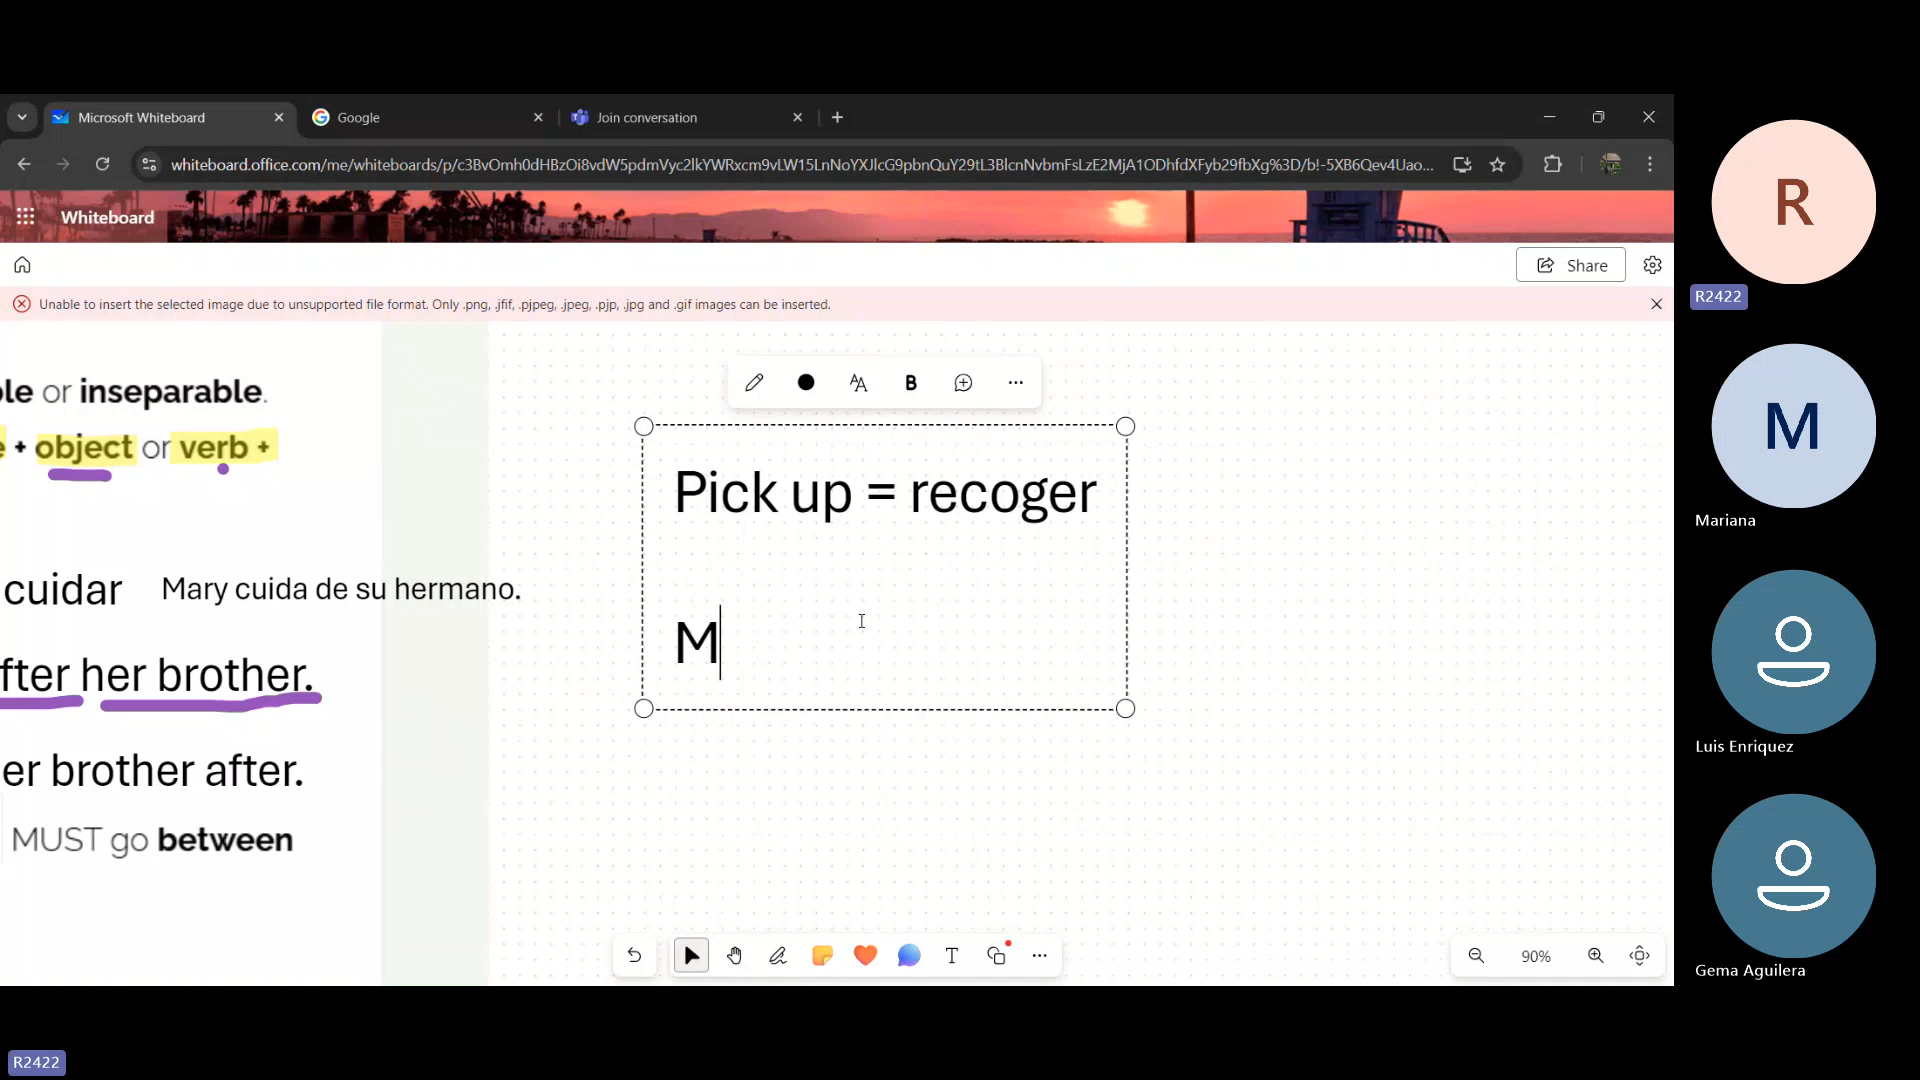 Microsoft Whiteboard
Google
Join conversation
whiteboard.office.com/me/whiteboards/p/c3BvOmh0dHBzOi8vdW5pdmVyc2lkYWRxcm9vLW15LnNoYXJlcG9pbnQuY29tL3BlcnNvbmFsLzE2MjA1ODhfdXFyb29fbXg%3D/b!-5XB6Qev4Uao...
Whiteboard
Share
Unable to insert the selected image due to unsupported file format. Only .png, .jfif, .pjpeg, .jpeg, .pjp, .jpg and .gif images can be inserted.
ole or inseparable.
e + object or verb +
cuidar
Mary cuida de su hermano.
fter her brother.
er brother after.
MUST go between
B
Pick up = recoger
M
90%
R
R2422
M
Mariana
Luis Enriquez
Gema Aguilera
R2422